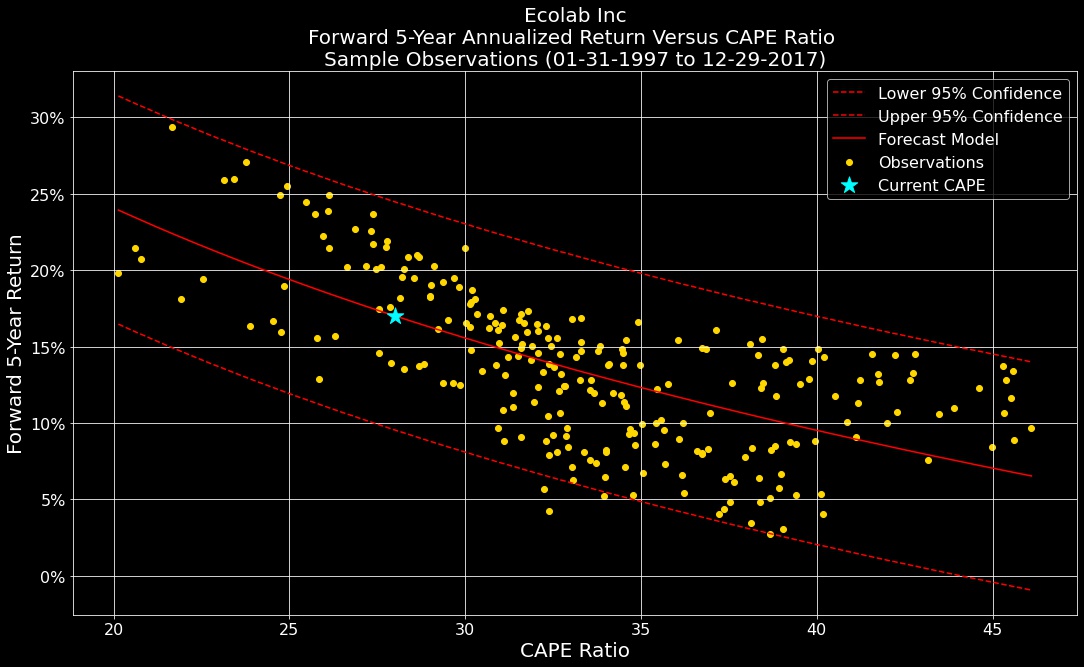 Ecolab Inc
Forward 5-Year Annualized Return Versus CAPE Ratio
Sample Observations (01-31-1997 to 12-29-2017)
Lower 95% Confidence
Upper 95% Confidence
Forecast Model
Observations
Current CAPE
Forward 5-Year Return
30%
25%
20%
15%
10%
5%
0%
20 25 30 35 40 45
CAPE Ratio